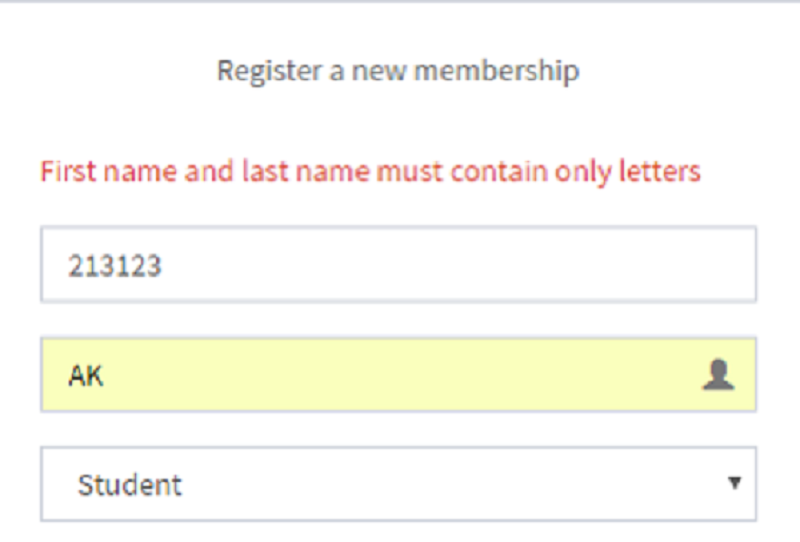 Register a new membership
First name and last name must contain only letters
213123
AK
Student